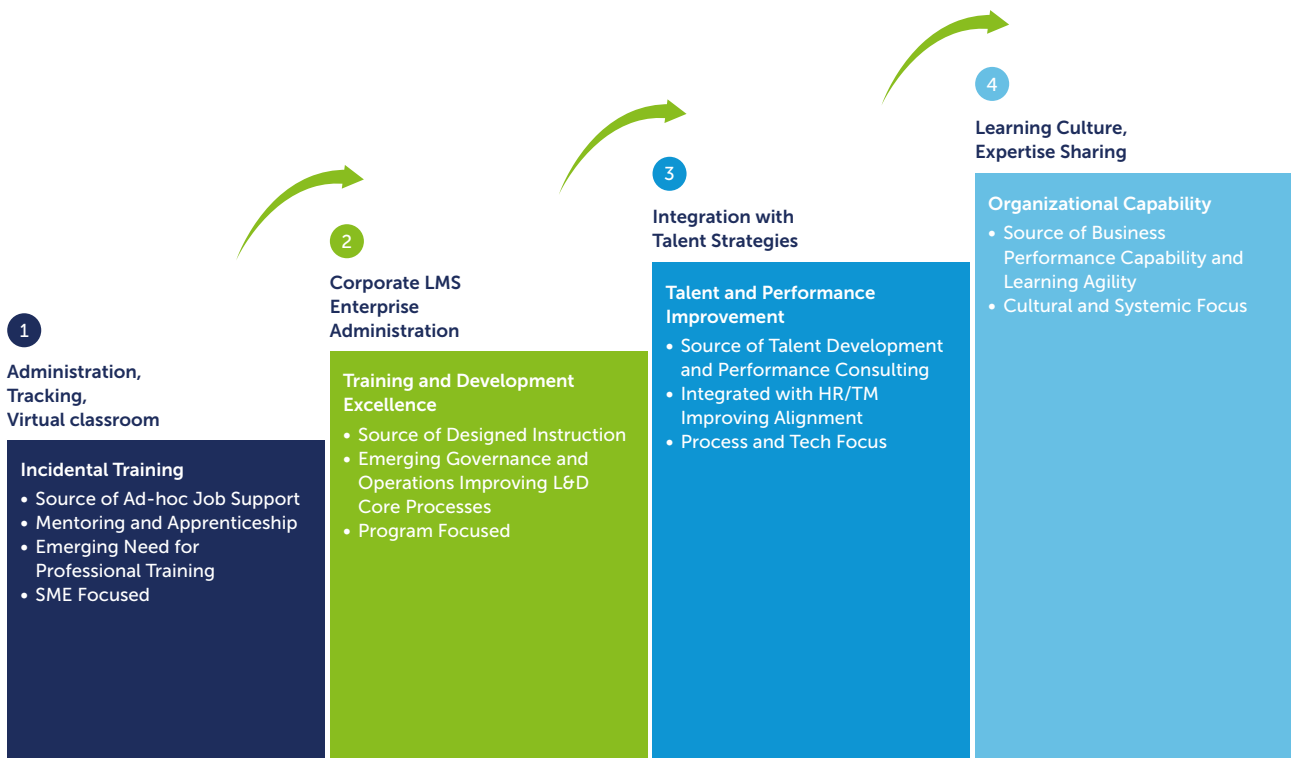 1
Administration,
Tracking,
Virtual classroom
Incidental Training
• Source of Ad-hoc Job Support
• Mentoring and Apprenticeship
• Emerging Need for
Professional Training
• SME Focused
2
Corporate LMS
Enterprise
Administration
Training and Development
Excellence
• Source of Designed Instruction
• Emerging Governance and
Operations Improving L&D
Core Processes
• Program Focused
3
Integration with
Talent Strategies
Talent and Performance
Improvement
• Source of Talent Development
and Performance Consulting
• Integrated with HR/TM
Improving Alignment
• Process and Tech Focus
4
Learning Culture,
Expertise Sharing
Organizational Capability
• Source of Business
Performance Capability and
Learning Agility
• Cultural and Systemic Focus